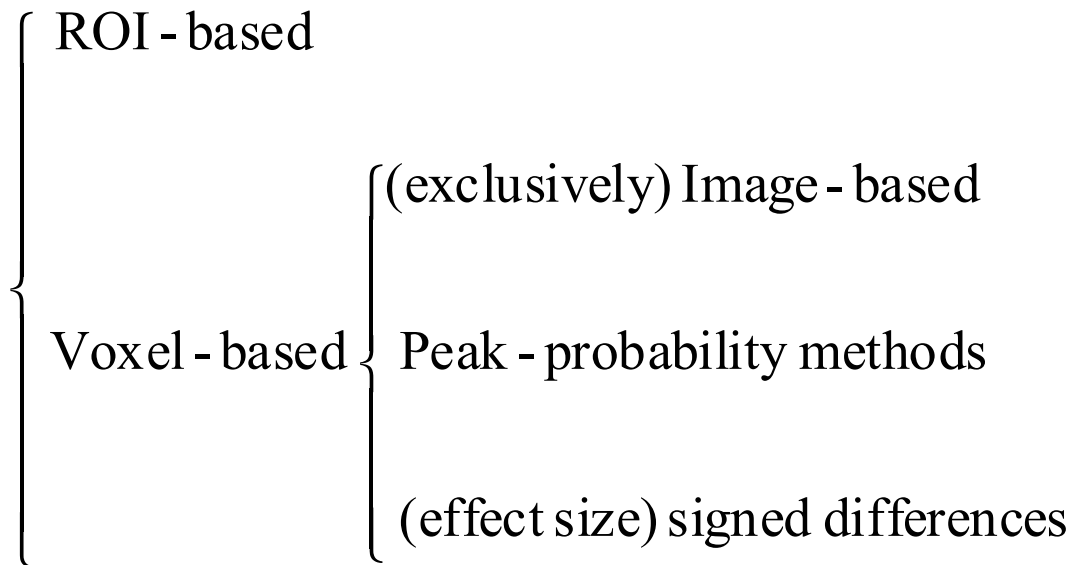 ROI - based
(exclusively) Image - based
Voxel - based
Peak - probability methods
(effect size) signed differences